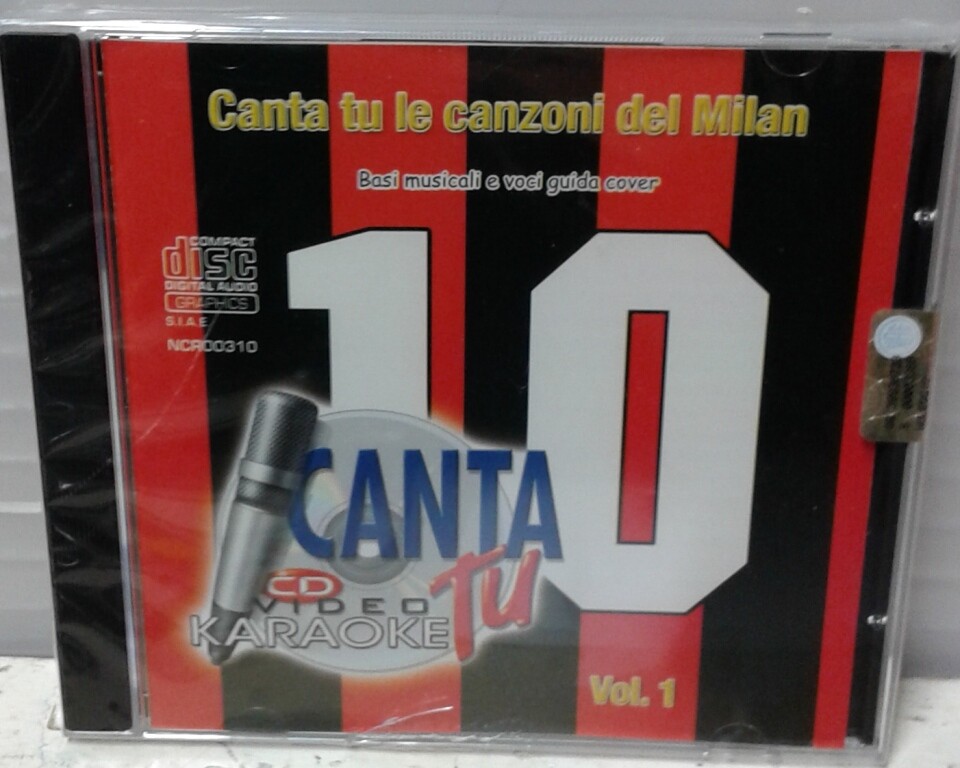 Canta tu le canzoni del Milan
Basi musicali e voci guida cover
COMPACT
disc
DIGITAL AUDIO
GRAPHICS
S.I.A.E
NCR00310
10
CANTA
tu
CD
VIDEO
KARAOKE
Vol. 1